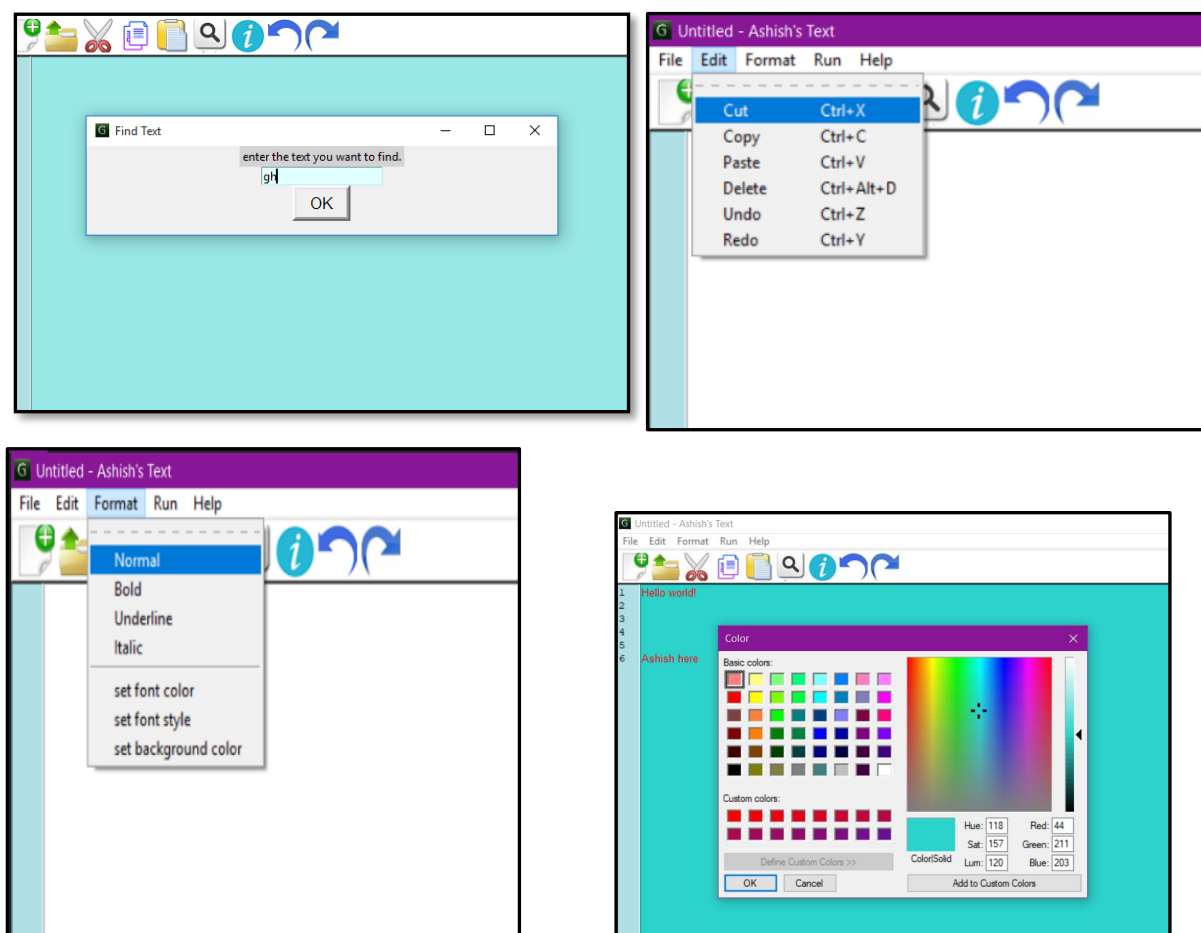 Find Text
enter the text you want to find.
gh
OK
Untitled - Ashish's Text
File Edit Format Run Help
Cut Ctrl+X
Copy Ctrl+C
Paste Ctrl+V
Delete Ctrl+Alt+D
Undo Ctrl+Z
Redo Ctrl+Y
Untitled - Ashish's Text
File Edit Format Run Help
Normal
Bold
Underline
Italic
set font color
set font style
set background color
Untitled - Ashish's Text
File Edit Format Run Help
1 Hello world!
2
3
4
5
6 Ashish here
Color
Basic colors:
Custom colors:
Define Custom Colors >>
OK Cancel
Color|Solid
Hue: 118 Red: 44
Sat: 157 Green: 211
Lum: 120 Blue: 203
Add to Custom Colors